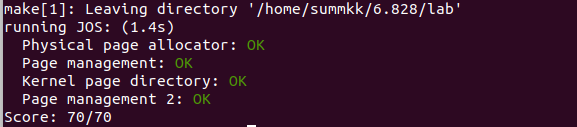 make[1]: Leaving directory '/home/summkk/6.828/lab'
running JOS: (1.4s)
  Physical page allocator: OK
  Page management: OK
  Kernel page directory: OK
  Page management 2: OK
Score: 70/70